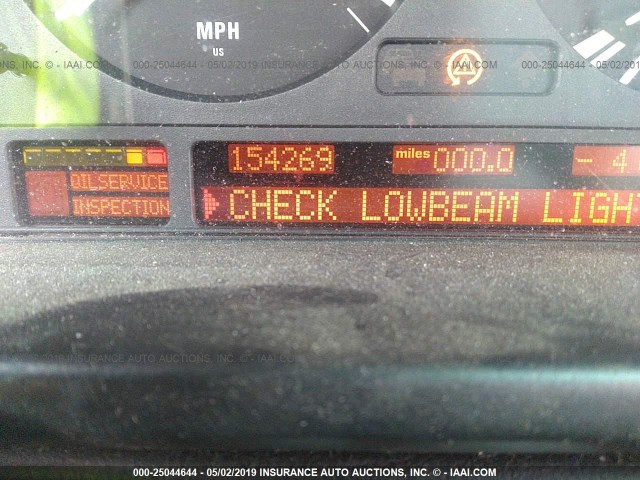 MPH
US
154269 miles 000.0 - 4
OILSERVICE
INSPECTION
CHECK LOWBEAM LIGHT
000-25044644 - 05/02/2019 INSURANCE AUTO AUCTIONS, INC. - © IAAI.COM